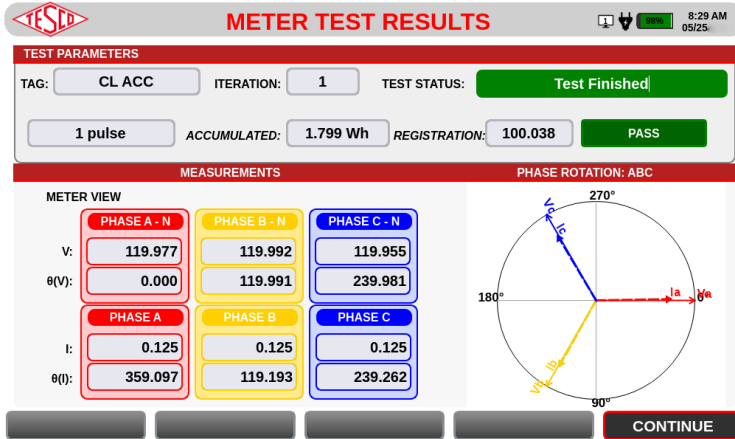 TESCO
METER TEST RESULTS
1
98%
8:29 AM
05/25
TEST PARAMETERS
TAG: CL ACC ITERATION: 1 TEST STATUS: Test Finished
1 pulse ACCUMULATED: 1.799 Wh REGISTRATION: 100.038 PASS
MEASUREMENTS
PHASE ROTATION: ABC
METER VIEW
PHASE A - N PHASE B - N PHASE C - N
V: 119.977 119.992 119.955
θ(V): 0.000 119.991 239.981
PHASE A PHASE B PHASE C
I: 0.125 0.125 0.125
θ(I): 359.097 119.193 239.262
270°
Vc
Ic
180°
Ia
Va
0°
Ib
Vb
90°
CONTINUE